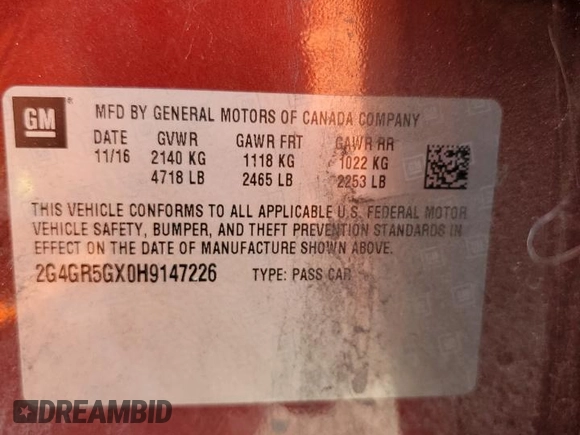 GM
MFD BY GENERAL MOTORS OF CANADA COMPANY
DATE GVWR GAWR FRT GAWR RR
11/16 2140 KG 1118 KG 1022 KG
4718 LB 2465 LB 2253 LB
THIS VEHICLE CONFORMS TO ALL APPLICABLE U.S. FEDERAL MOTOR
VEHICLE SAFETY, BUMPER, AND THEFT PREVENTION STANDARDS IN
EFFECT ON THE DATE OF MANUFACTURE SHOWN ABOVE.
2G4GR5GX0H9147226 TYPE: PASS CAR
DREAMBID